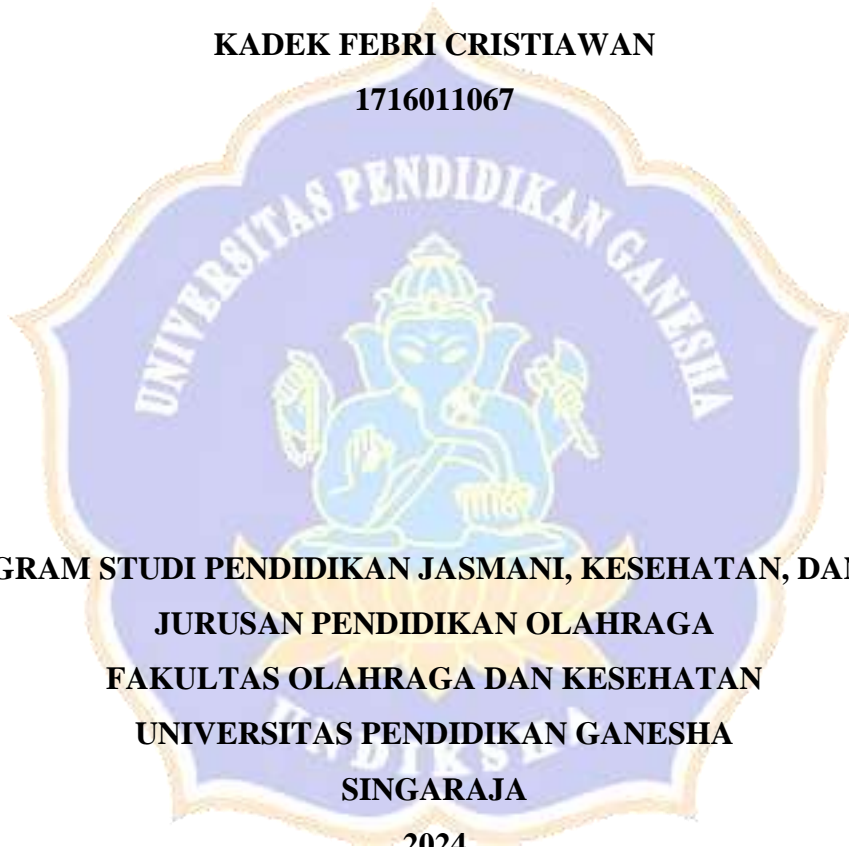 KADEK FEBRI CRISTIAWAN
1716011067
UNIVERSITAS PENDIDIKAN GANESHA
GRAM STUDI PENDIDIKAN JASMANI, KESEHATAN, DAN
JURUSAN PENDIDIKAN OLAHRAGA
FAKULTAS OLAHRAGA DAN KESEHATAN
UNIVERSITAS PENDIDIKAN GANESHA
UNDIKSHA
SINGARAJA
2024